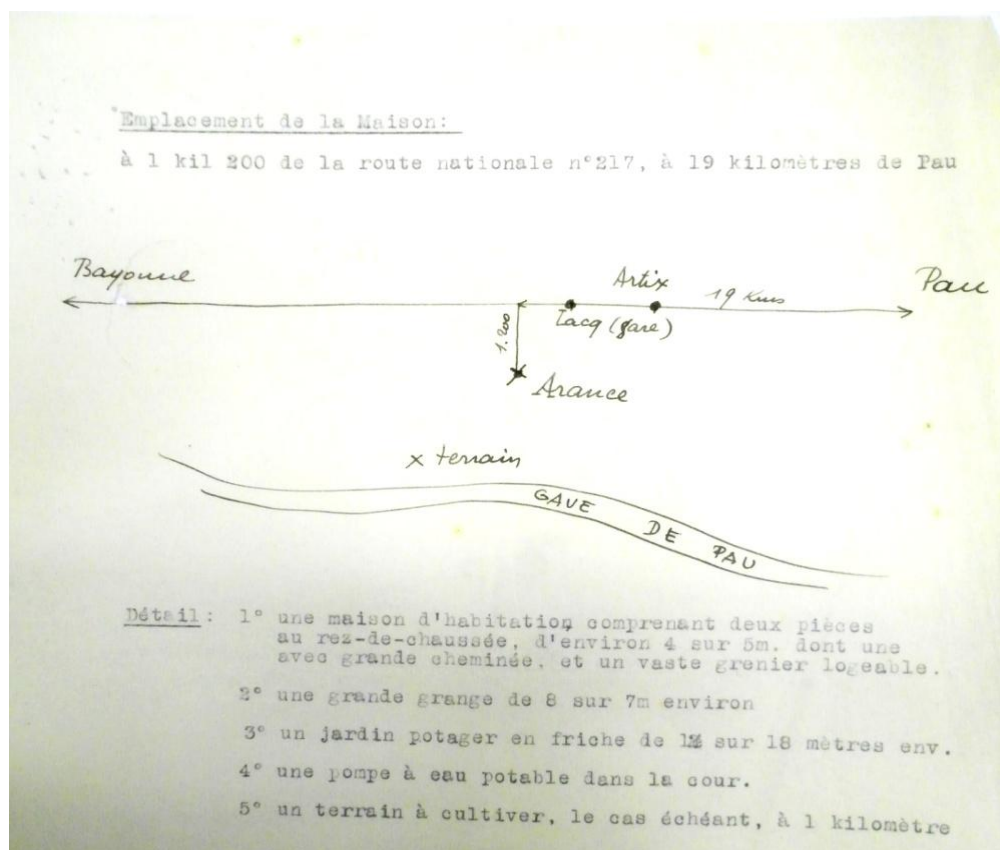 Emplacement de la Maison:
à 1 kil 200 de la route nationale n°217, à 19 kilomètres de Pau
Bayonne
Artix
19 Kms
Pau
Lacq (gare)
1.200
Arance
x terrain
GAVE DE PAU
Détail: 1° une maison d'habitation comprenant deux pièces
au rez-de-chaussée, d'environ 4 sur 5m. dont une
avec grande cheminée. et un vaste grenier logeable.
2° une grande grange de 8 sur 7m environ
3° un jardin potager en friche de sur 18 mètres env.
4° une pompe à eau potable dans la cour.
5° un terrain à cultiver, le cas échéant, à 1 kilomètre